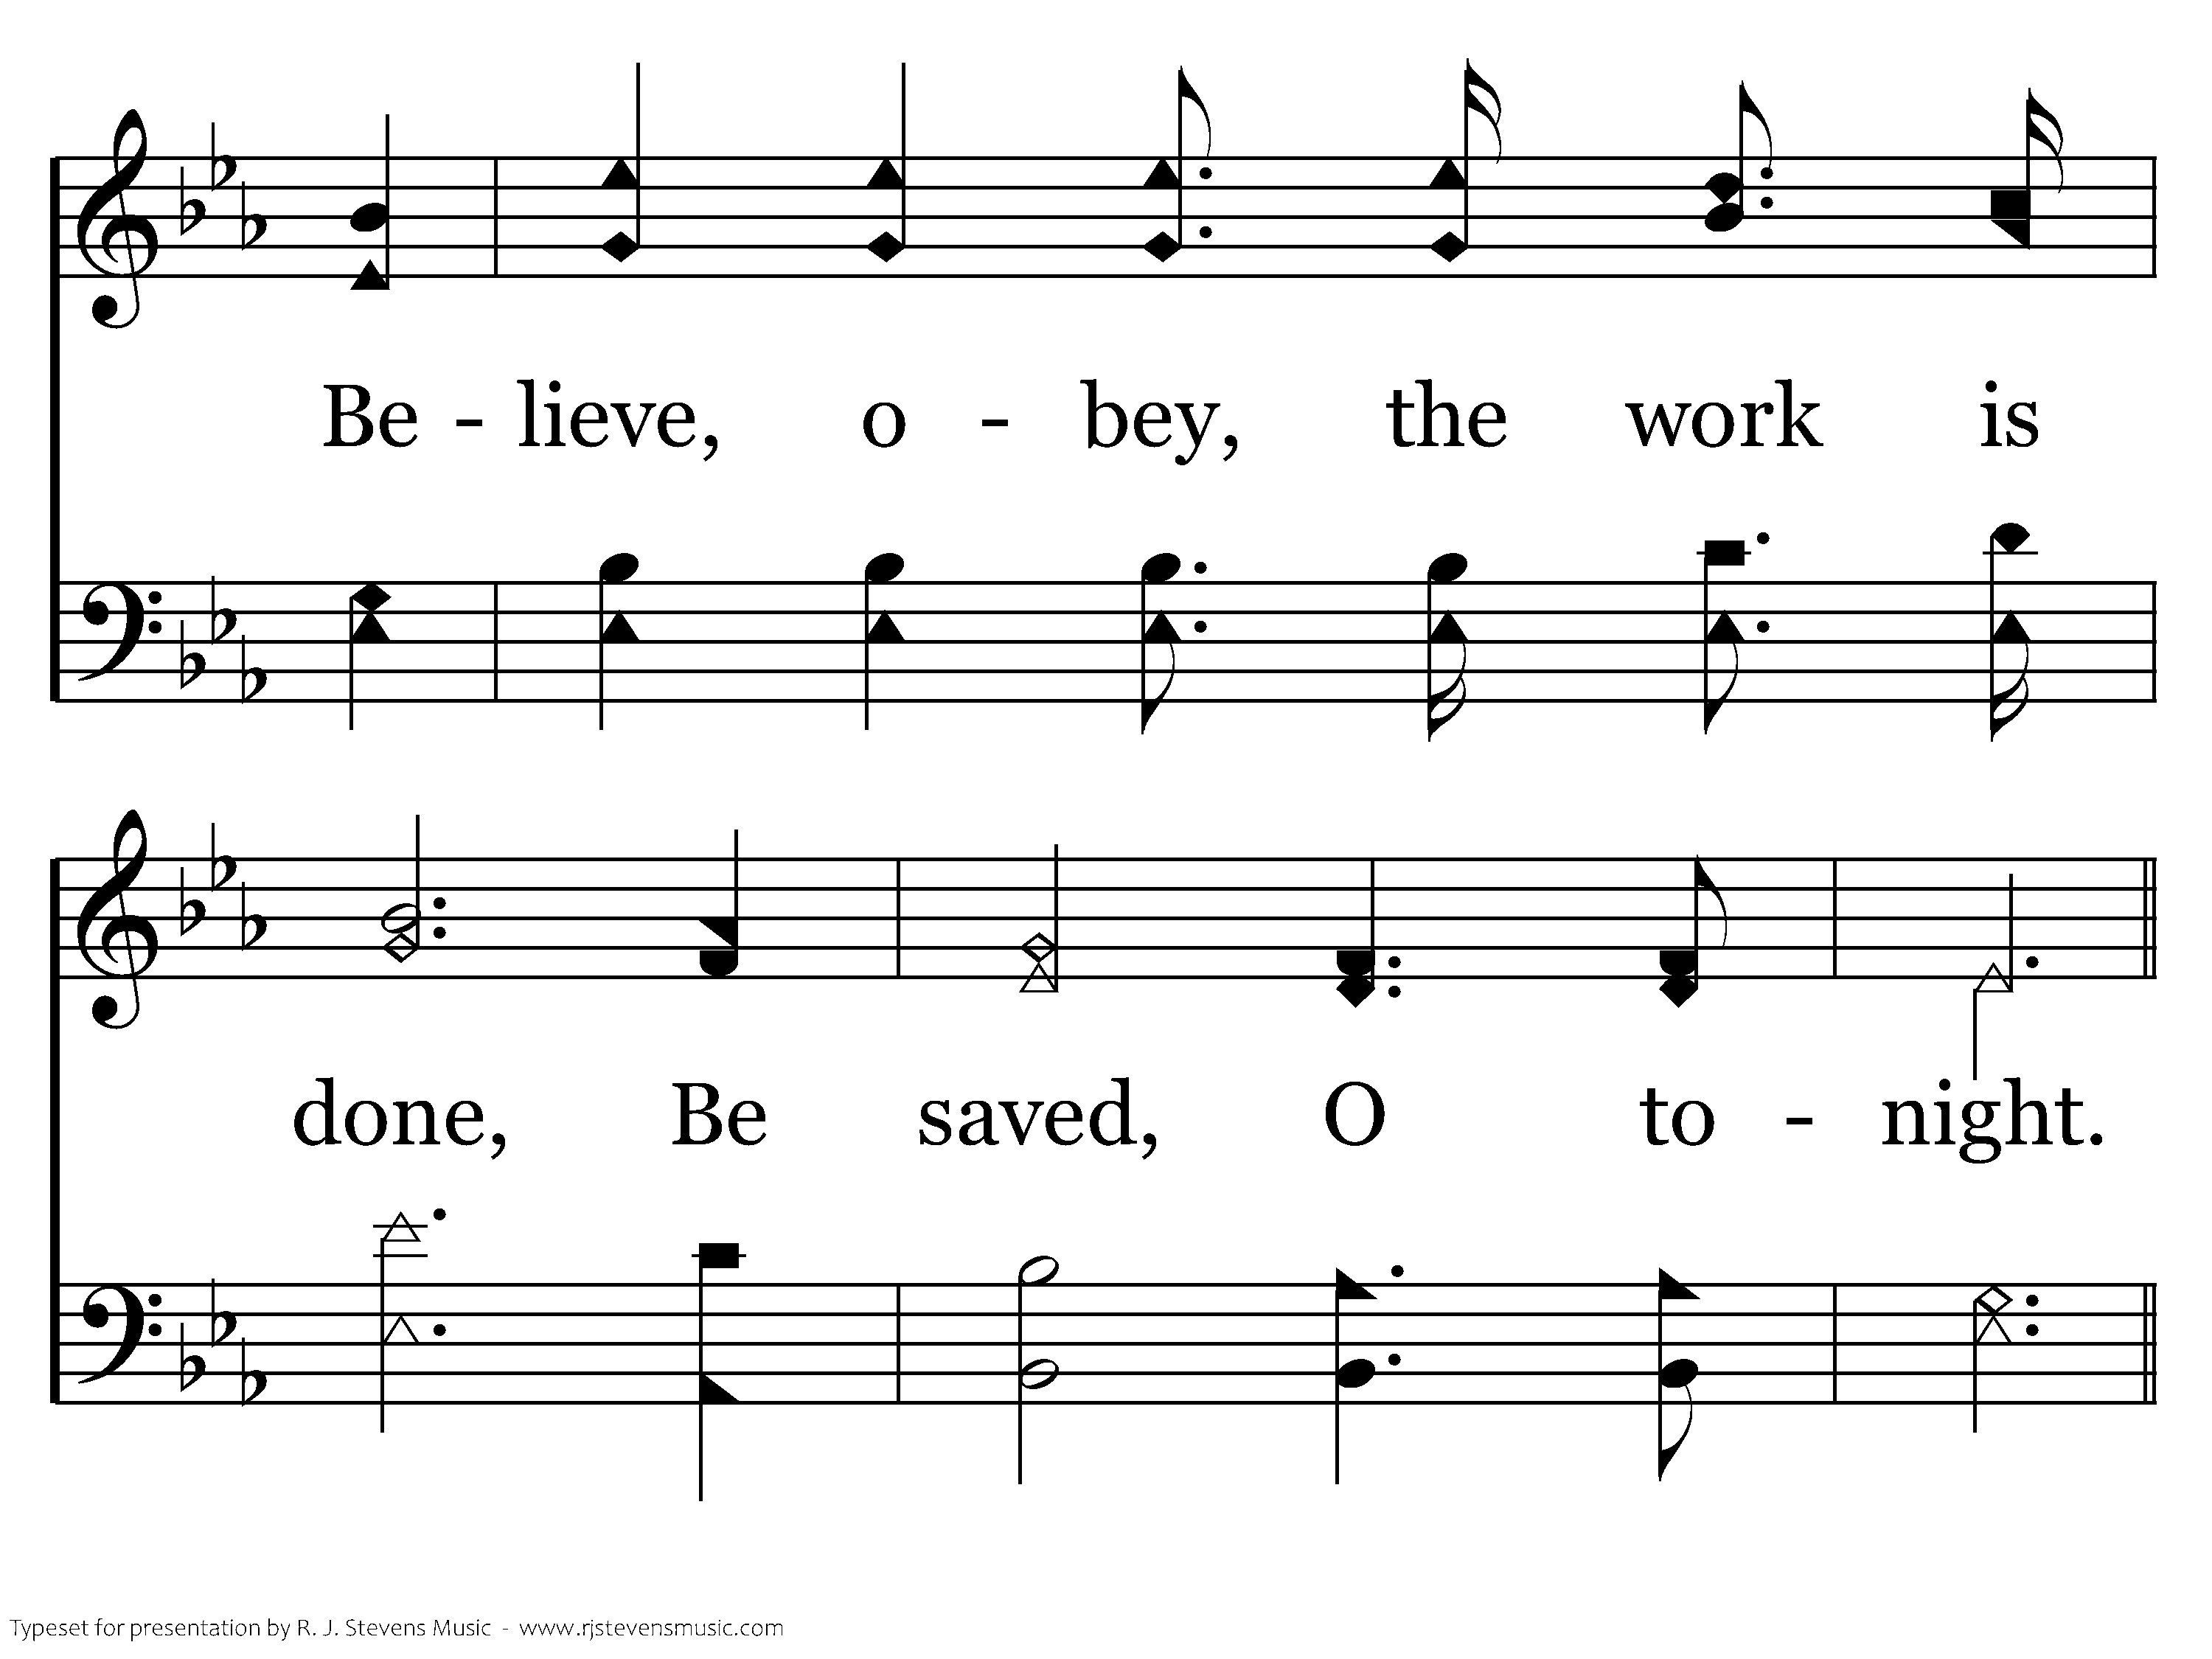 Be - lieve, o - bey, the work is
done, Be saved, O to - night.
Typeset for presentation by R. J. Stevens Music - www.rjstevensmusic.com